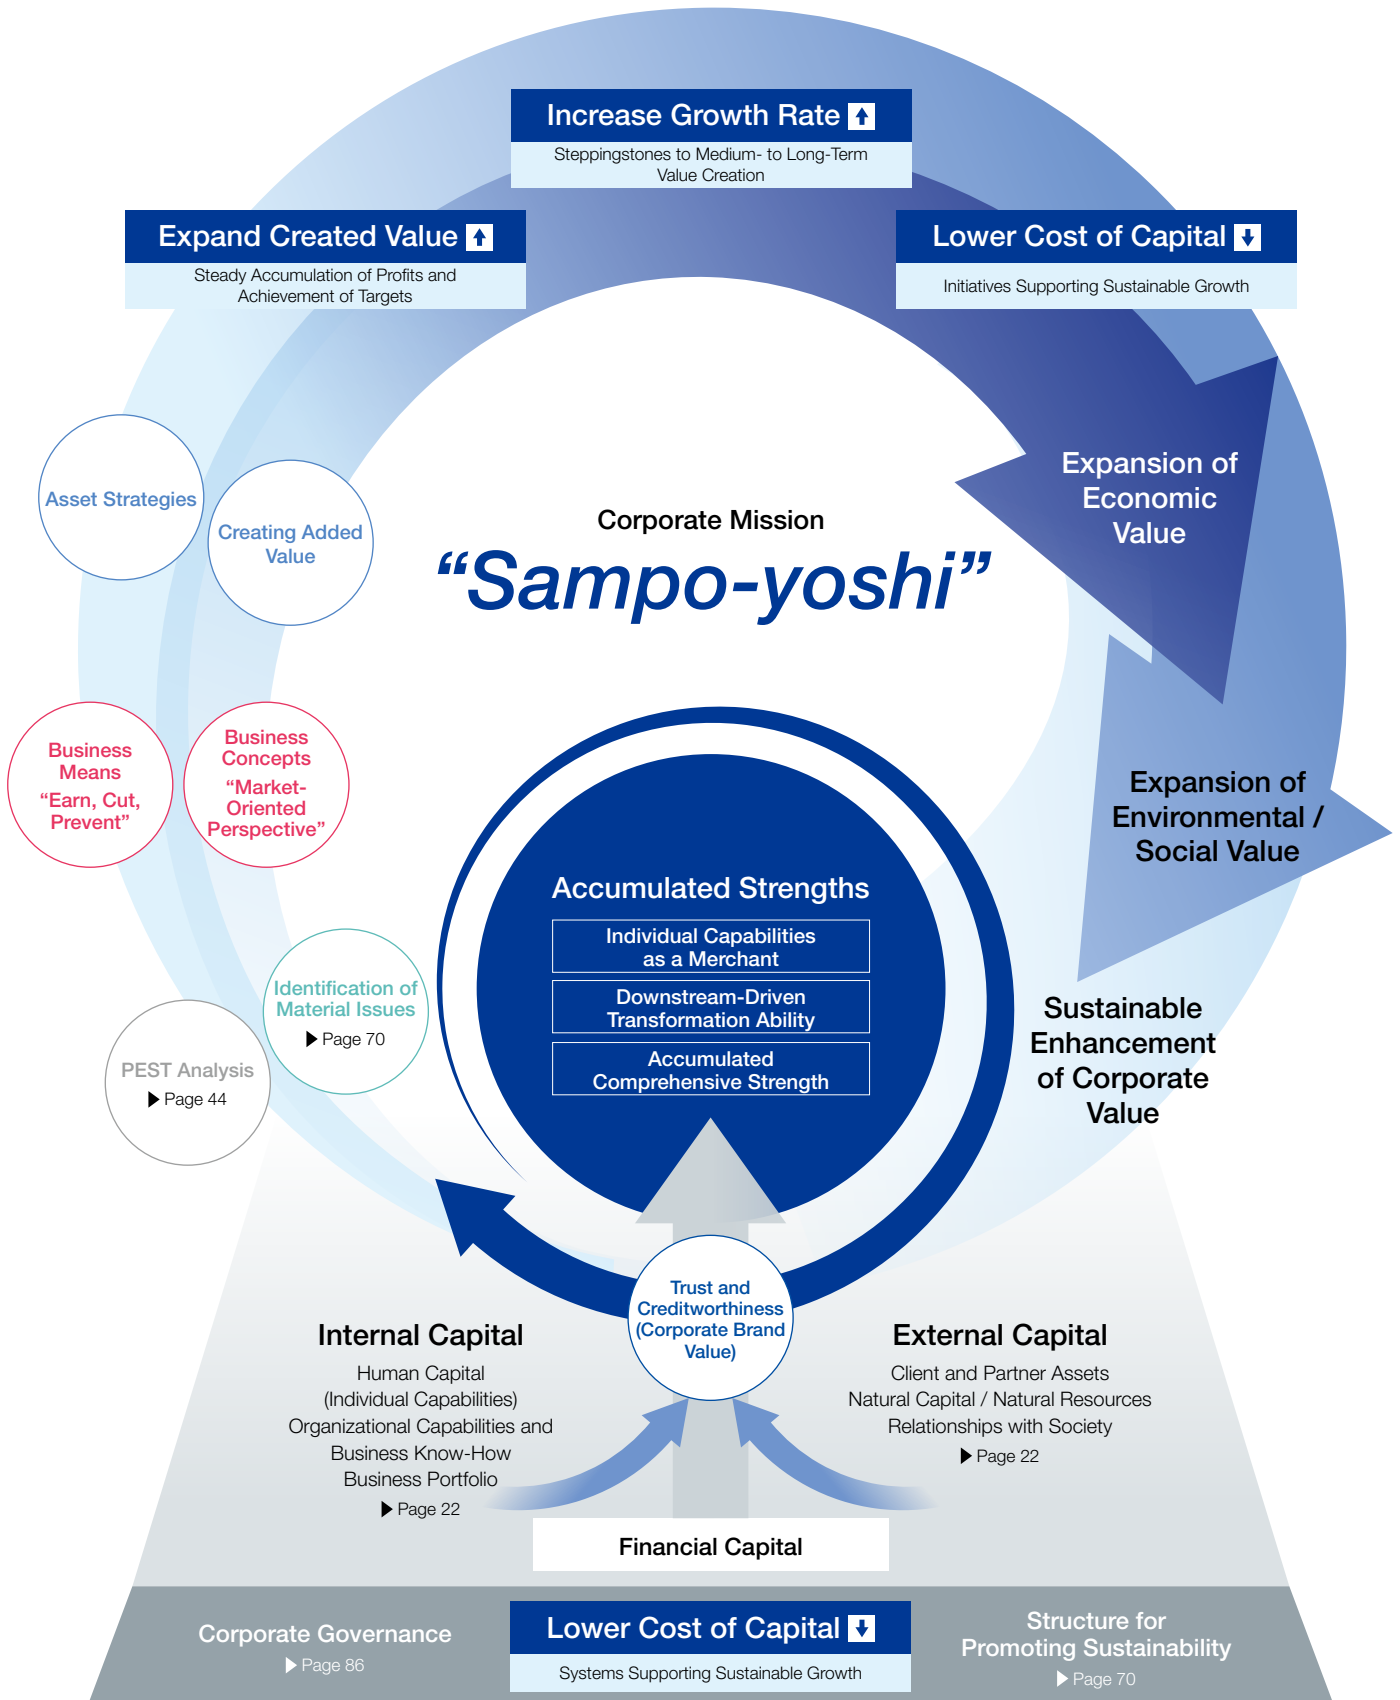 Increase Growth Rate
Steppingstones to Medium- to Long-Term
Value Creation
Expand Created Value
Steady Accumulation of Profits and
Achievement of Targets
Lower Cost of Capital
Initiatives Supporting Sustainable Growth
Asset Strategies
Creating Added
Value
Corporate Mission
“Sampo-yoshi”
Expansion of
Economic
Value
Business
Means
“Earn, Cut,
Prevent”
Business
Concepts
“Market-
Oriented
Perspective”
Expansion of
Environmental /
Social Value
Accumulated Strengths
Individual Capabilities
as a Merchant
Downstream-Driven
Transformation Ability
Accumulated
Comprehensive Strength
Identification of
Material Issues
▶ Page 70
PEST Analysis
▶ Page 44
Sustainable
Enhancement
of Corporate
Value
Trust and
Creditworthiness
(Corporate Brand
Value)
Internal Capital
Human Capital
(Individual Capabilities)
Organizational Capabilities and
Business Know-How
Business Portfolio
▶ Page 22
External Capital
Client and Partner Assets
Natural Capital / Natural Resources
Relationships with Society
▶ Page 22
Financial Capital
Corporate Governance
▶ Page 86
Lower Cost of Capital
Systems Supporting Sustainable Growth
Structure for
Promoting Sustainability
▶ Page 70